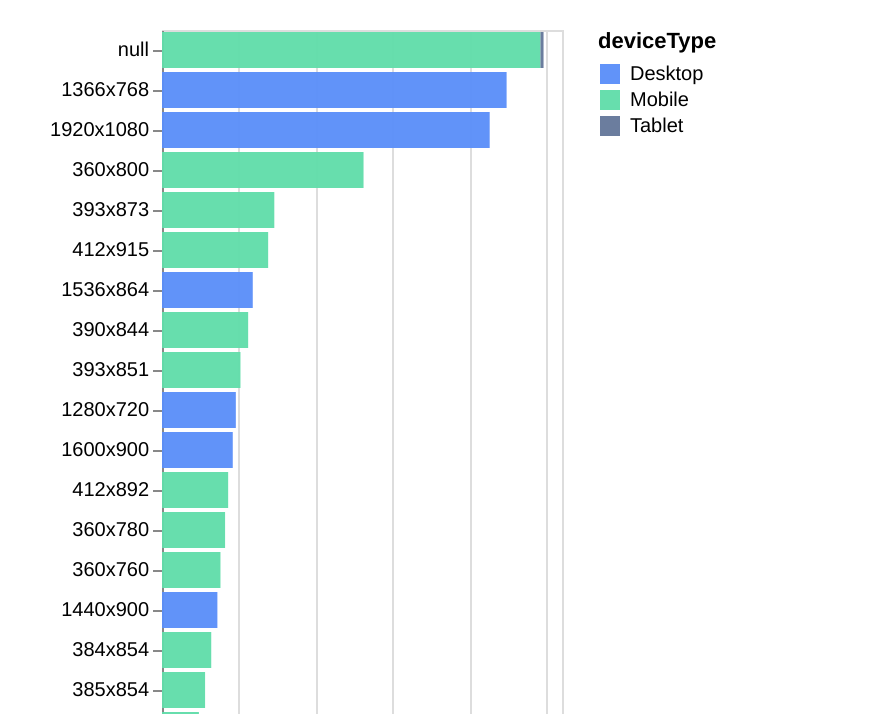 null
1366x768
1920x1080
360x800
393x873
412x915
1536x864
390x844
393x851
1280x720
1600x900
412x892
360x780
360x760
1440x900
384x854
385x854
deviceType
Desktop
Mobile
Tablet